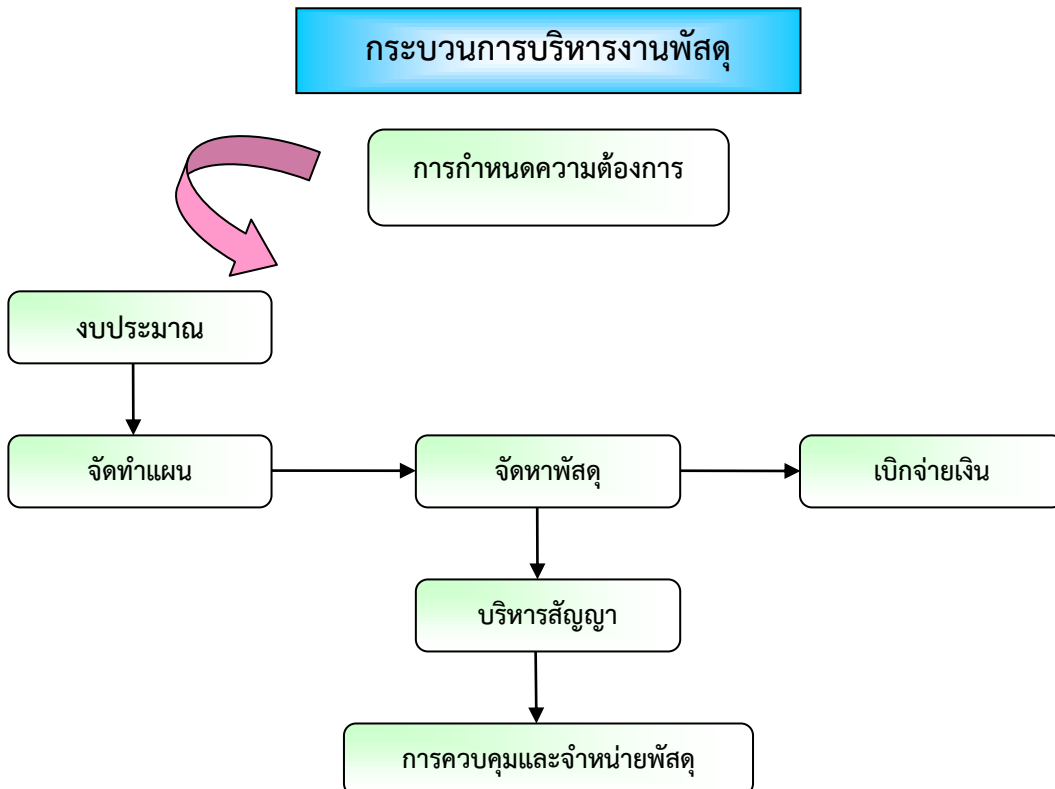 กระบวนการบริหารงานพัสดุ
การกำหนดความต้องการ
งบประมาณ
จัดทำแผน
จัดหาพัสดุ
เบิกจ่ายเงิน
บริหารสัญญา
การควบคุมและจำหน่ายพัสดุ